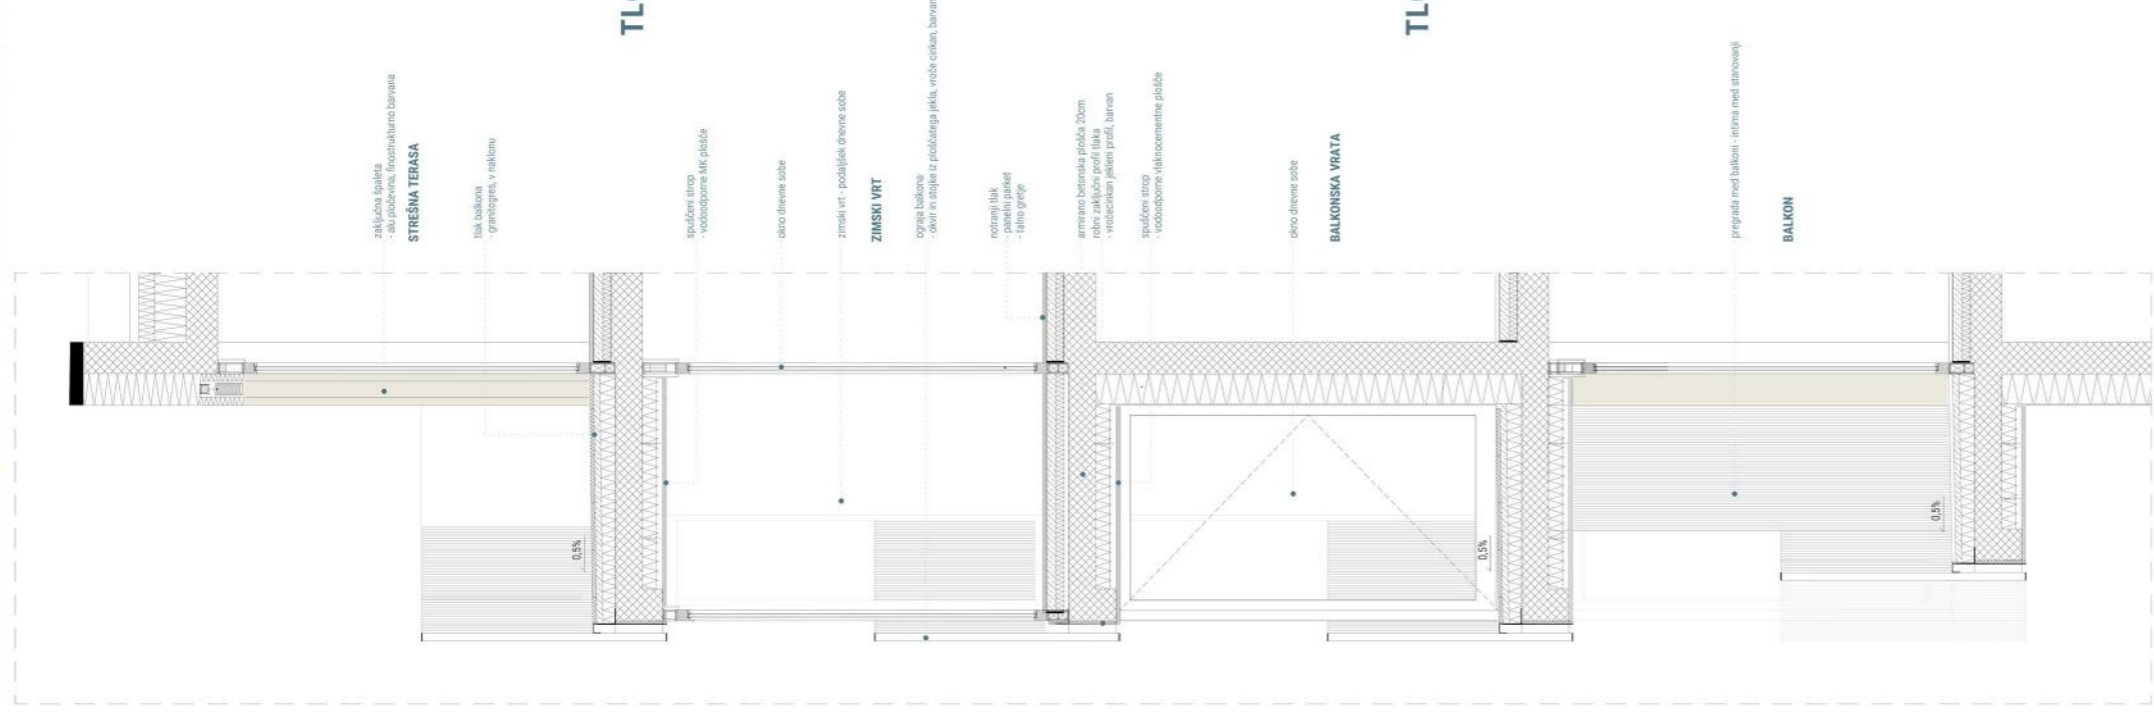 TL
TL
zaključna špaleta
- alu pločevina, finostrukturno barvana
STREŠNA TERASA
tlak balkona
- granitogres, v naklonu
spuščeni strop
- vodoodporne MK plošče
okno dnevne sobe
zimski vrt - podaljšek dnevne sobe
ZIMSKI VRT
ograja balkona
- okvir in stojke iz ploščatega jekla, vroče cinkan, barvan
notranji tlak
- panelni parket
- talno gretje
armirano betonska plošča 20cm
robni zaključni profil tlaka
- vročecinkan jekleni profil, barvan
spuščeni strop
- vodoodporne vlaknocementne plošče
okno dnevne sobe
BALKONSKA VRATA
pregrada med balkoni - intima med stanovanji
BALKON
0,5%
0,5%
0,5%